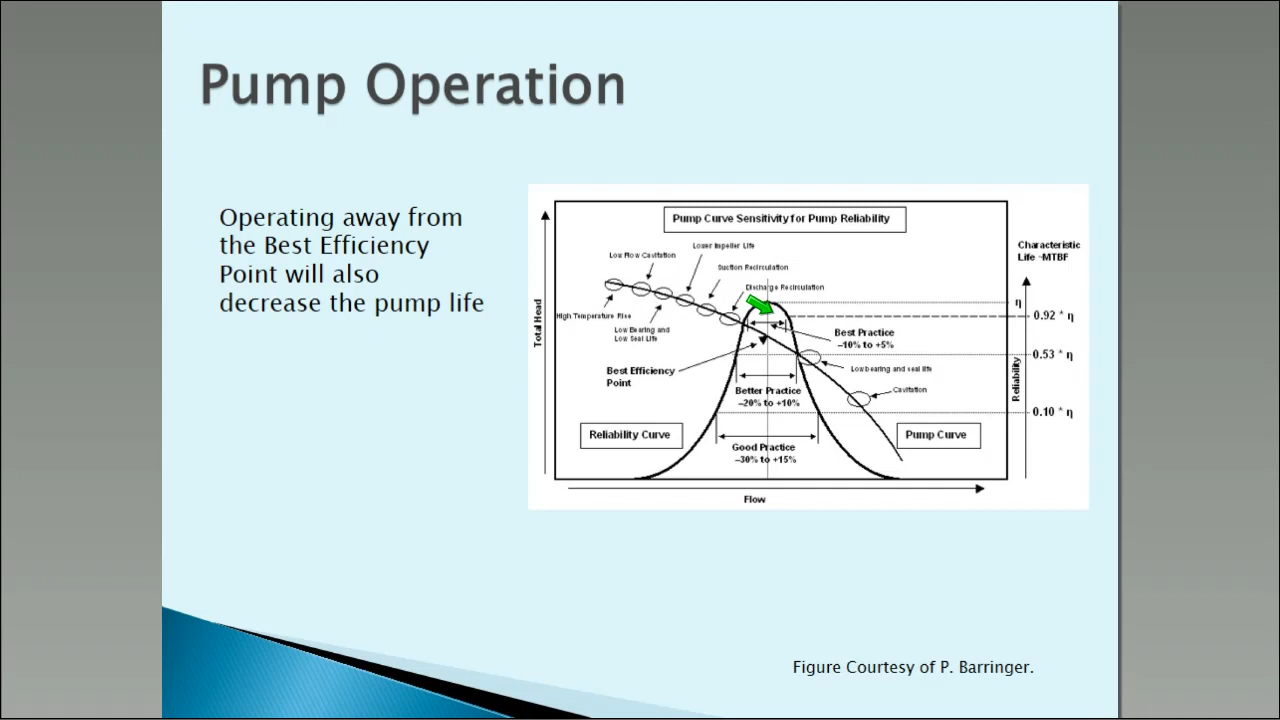 Pump Operation
Operating away from
the Best Efficiency
Point will also
decrease the pump life
Pump Curve Sensitivity for Pump Reliability
Lower Impeller Life
Low Flow Cavitation
Suction Recirculation
Discharge Recirculation
High Temperature Rise
Low Bearing and
Low Seal Life
Best Efficiency
Point
Best Practice
–10% to +5%
Low bearing and seal life
Cavitation
Better Practice
–20% to +10%
Good Practice
–30% to +15%
Reliability Curve
Pump Curve
Total Head
Flow
Characteristic
Life ~MTBF
η
0.92 * η
0.53 * η
0.10 * η
Reliability
Figure Courtesy of P. Barringer.